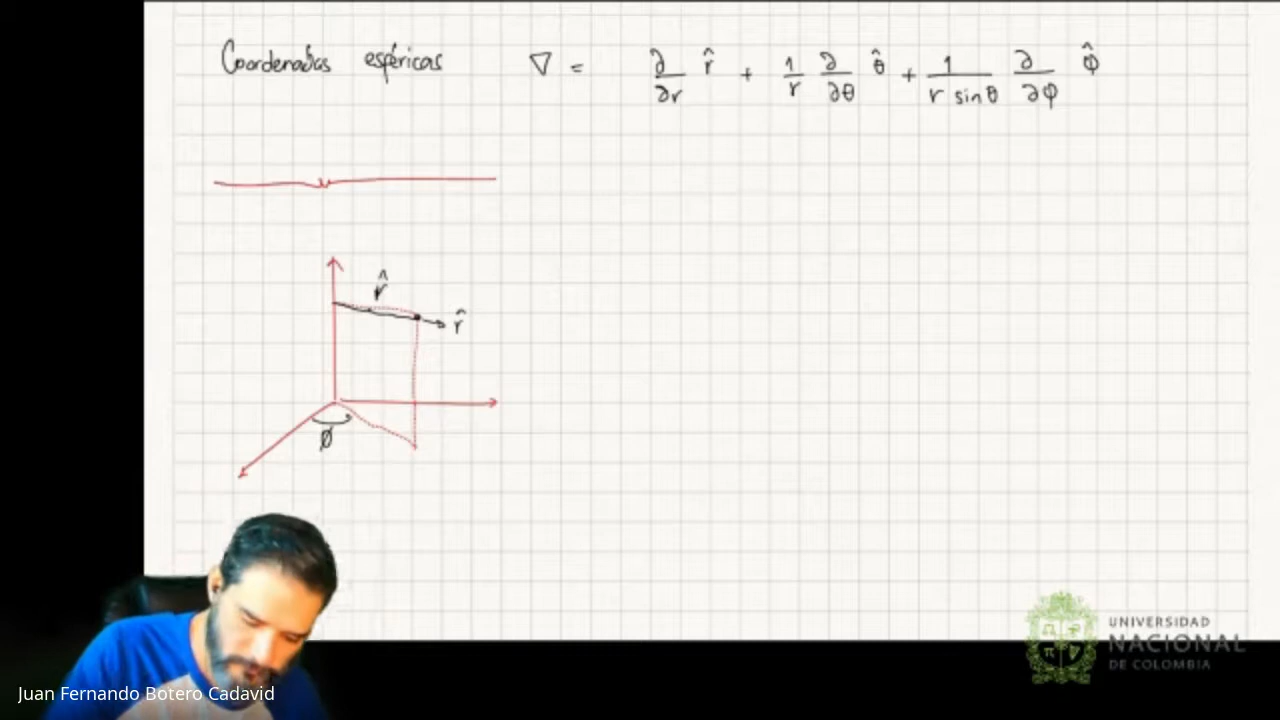 Coordenadas esféricas ∇ = ∂/∂r r̂ + 1/r ∂/∂θ θ̂ + 1/(r sinθ) ∂/∂φ φ̂
r̂
r̂
Ø
UNIVERSIDAD
NACIONAL
DE COLOMBIA
Juan Fernando Botero Cadavid